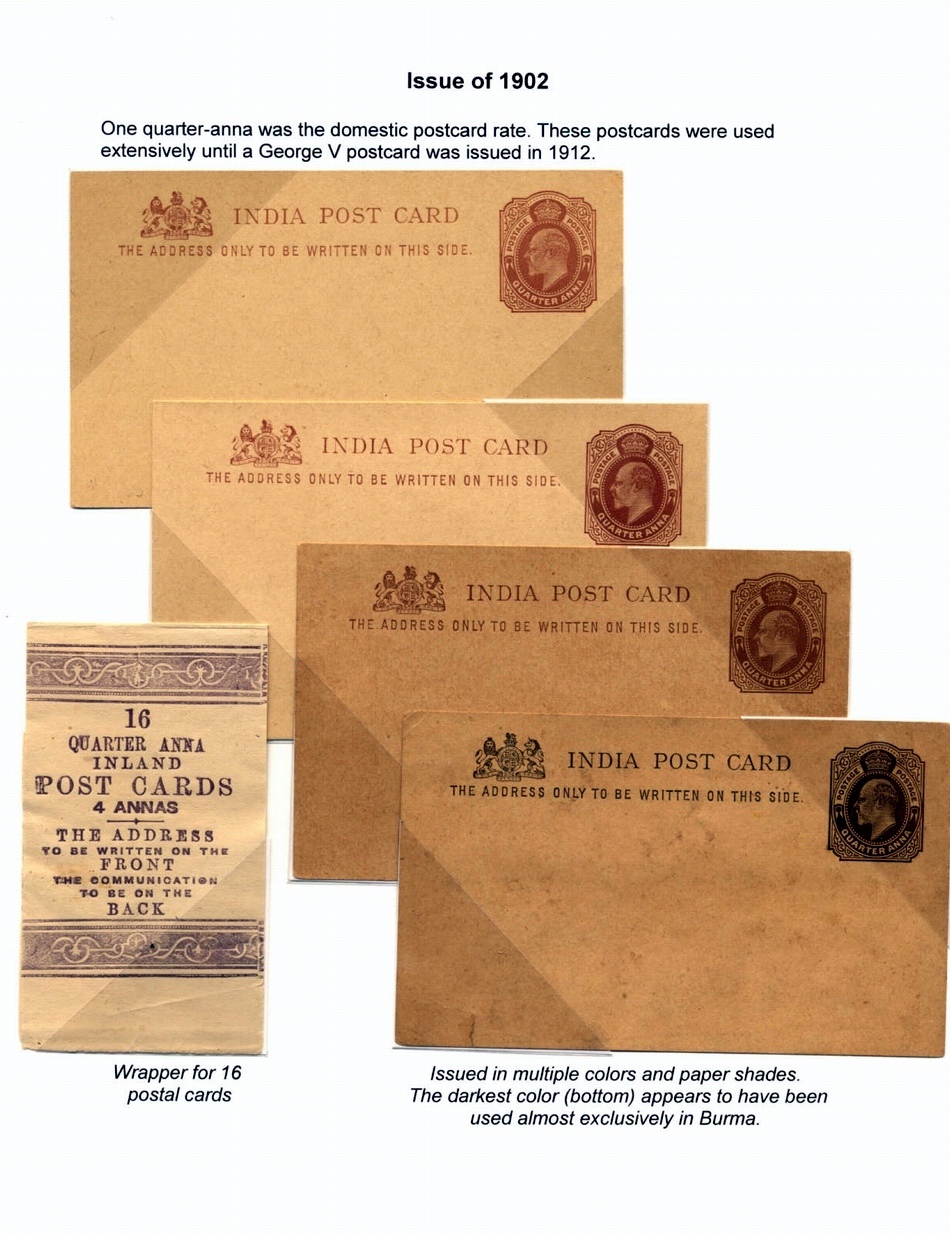 Issue of 1902
One quarter-anna was the domestic postcard rate. These postcards were used
extensively until a George V postcard was issued in 1912.
INDIA POST CARD
THE ADDRESS ONLY TO BE WRITTEN ON THIS SIDE.
POSTAGE POSTAGE
QUARTER ANNA
INDIA POST CARD
THE ADDRESS ONLY TO BE WRITTEN ON THIS SIDE.
POSTAGE POSTAGE
QUARTER ANNA
INDIA POST CARD
THE ADDRESS ONLY TO BE WRITTEN ON THIS SIDE.
POSTAGE POSTAGE
QUARTER ANNA
INDIA POST CARD
THE ADDRESS ONLY TO BE WRITTEN ON THIS SIDE.
POSTAGE POSTAGE
QUARTER ANNA
16
QUARTER ANNA
INLAND
POST CARDS
4 ANNAS
THE ADDRESS
TO BE WRITTEN ON THE
FRONT
THE COMMUNICATION
TO BE ON THE
BACK
Wrapper for 16
postal cards
Issued in multiple colors and paper shades.
The darkest color (bottom) appears to have been
used almost exclusively in Burma.